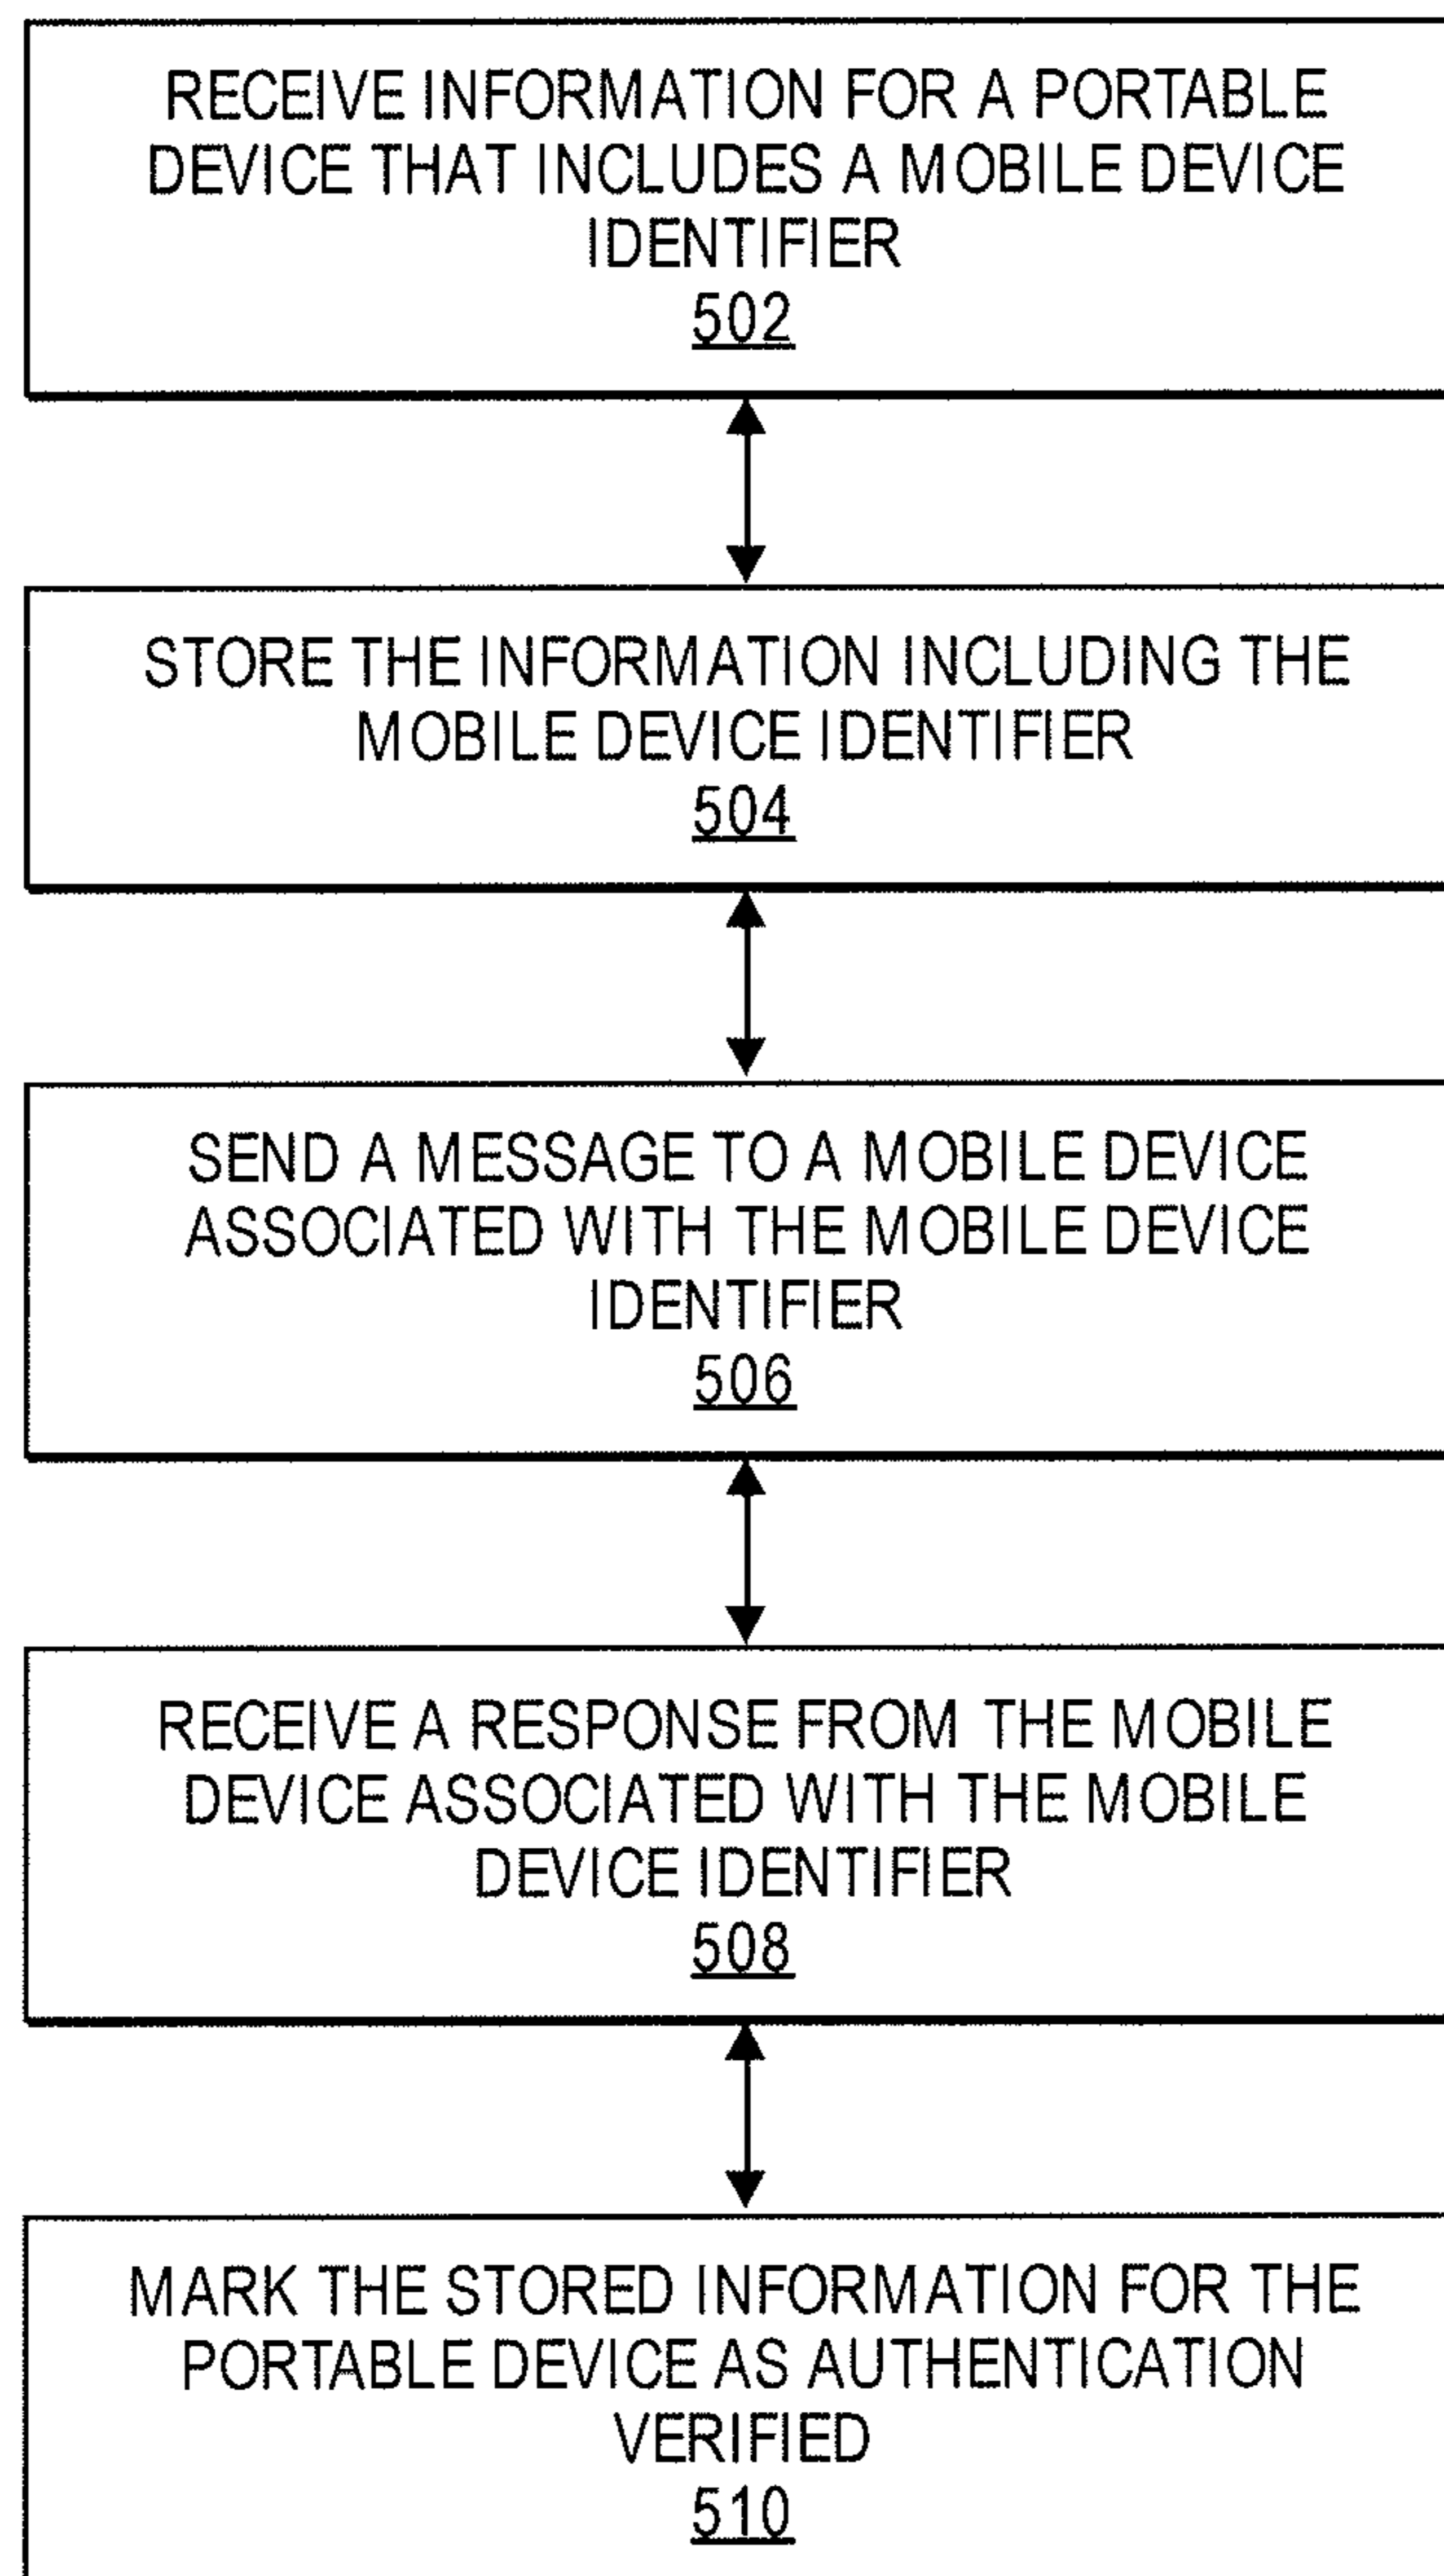 RECEIVE INFORMATION FOR A PORTABLE
DEVICE THAT INCLUDES A MOBILE DEVICE
IDENTIFIER
502
STORE THE INFORMATION INCLUDING THE
MOBILE DEVICE IDENTIFIER
504
SEND A MESSAGE TO A MOBILE DEVICE
ASSOCIATED WITH THE MOBILE DEVICE
IDENTIFIER
506
RECEIVE A RESPONSE FROM THE MOBILE
DEVICE ASSOCIATED WITH THE MOBILE
DEVICE IDENTIFIER
508
MARK THE STORED INFORMATION FOR THE
PORTABLE DEVICE AS AUTHENTICATION
VERIFIED
510